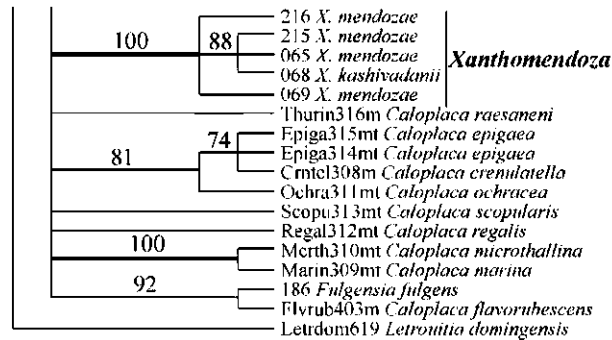 216 X. mendozae
100
88
215 X. mendozae
065 X. mendozae
Xanthomendoza
068 X. kashivadanii
069 X. mendozae
Thurin316m Caloplaca raesaneni
Epiga315mt Caloplaca epigaea
74
Epiga314mt Caloplaca epigaea
81
Crntcl308m Caloplaca crenulatella
Ochra311mt Caloplaca ochracea
Scopu313mt Caloplaca scopularis
Regal312mt Caloplaca regalis
100
Merth310mt Caloplaca microthallina
Marin309mt Caloplaca marina
92
186 Fulgensia fulgens
Flvrub403m Caloplaca flavorubescens
Letrdom619 Letrouitia domingensis